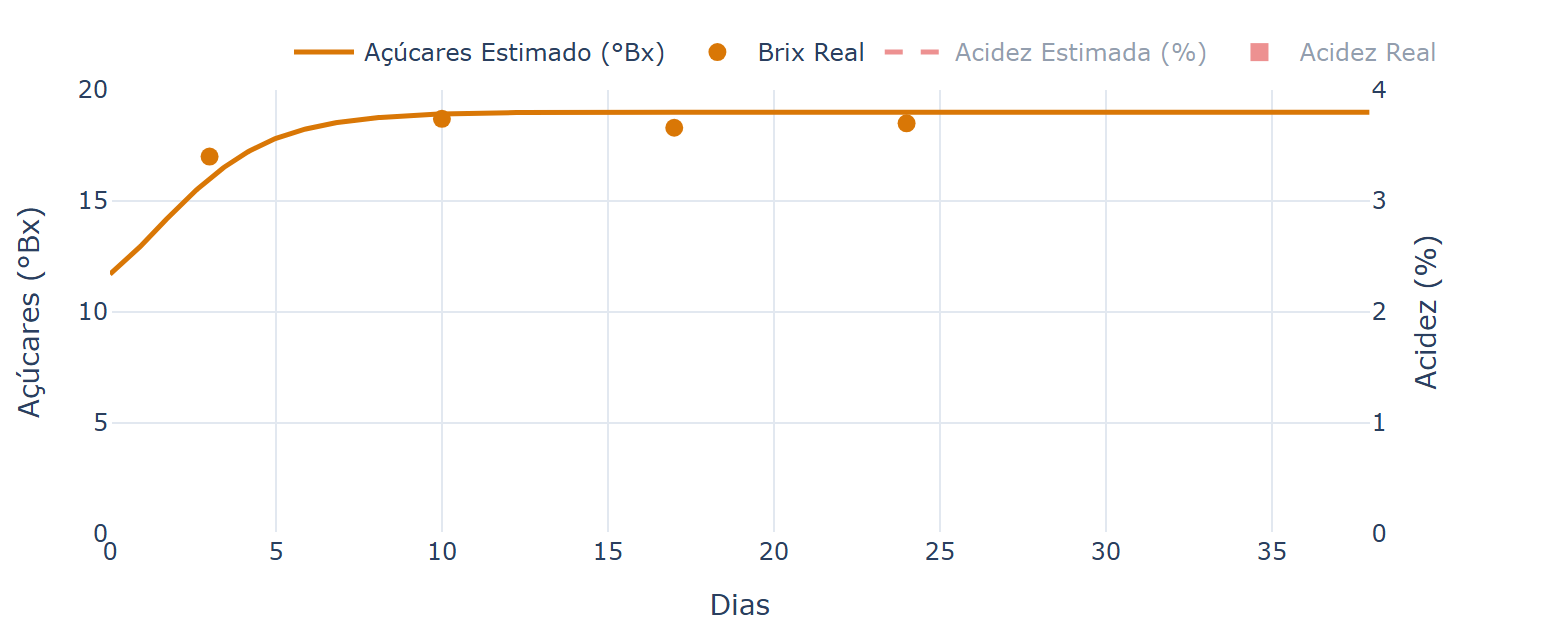 Açúcares Estimado (°Bx) Brix Real Acidez Estimada (%) Acidez Real
20 4
15 3
10 2
5 1
0 0
0 5 10 15 20 25 30 35
Açúcares (°Bx)
Acidez (%)
Dias